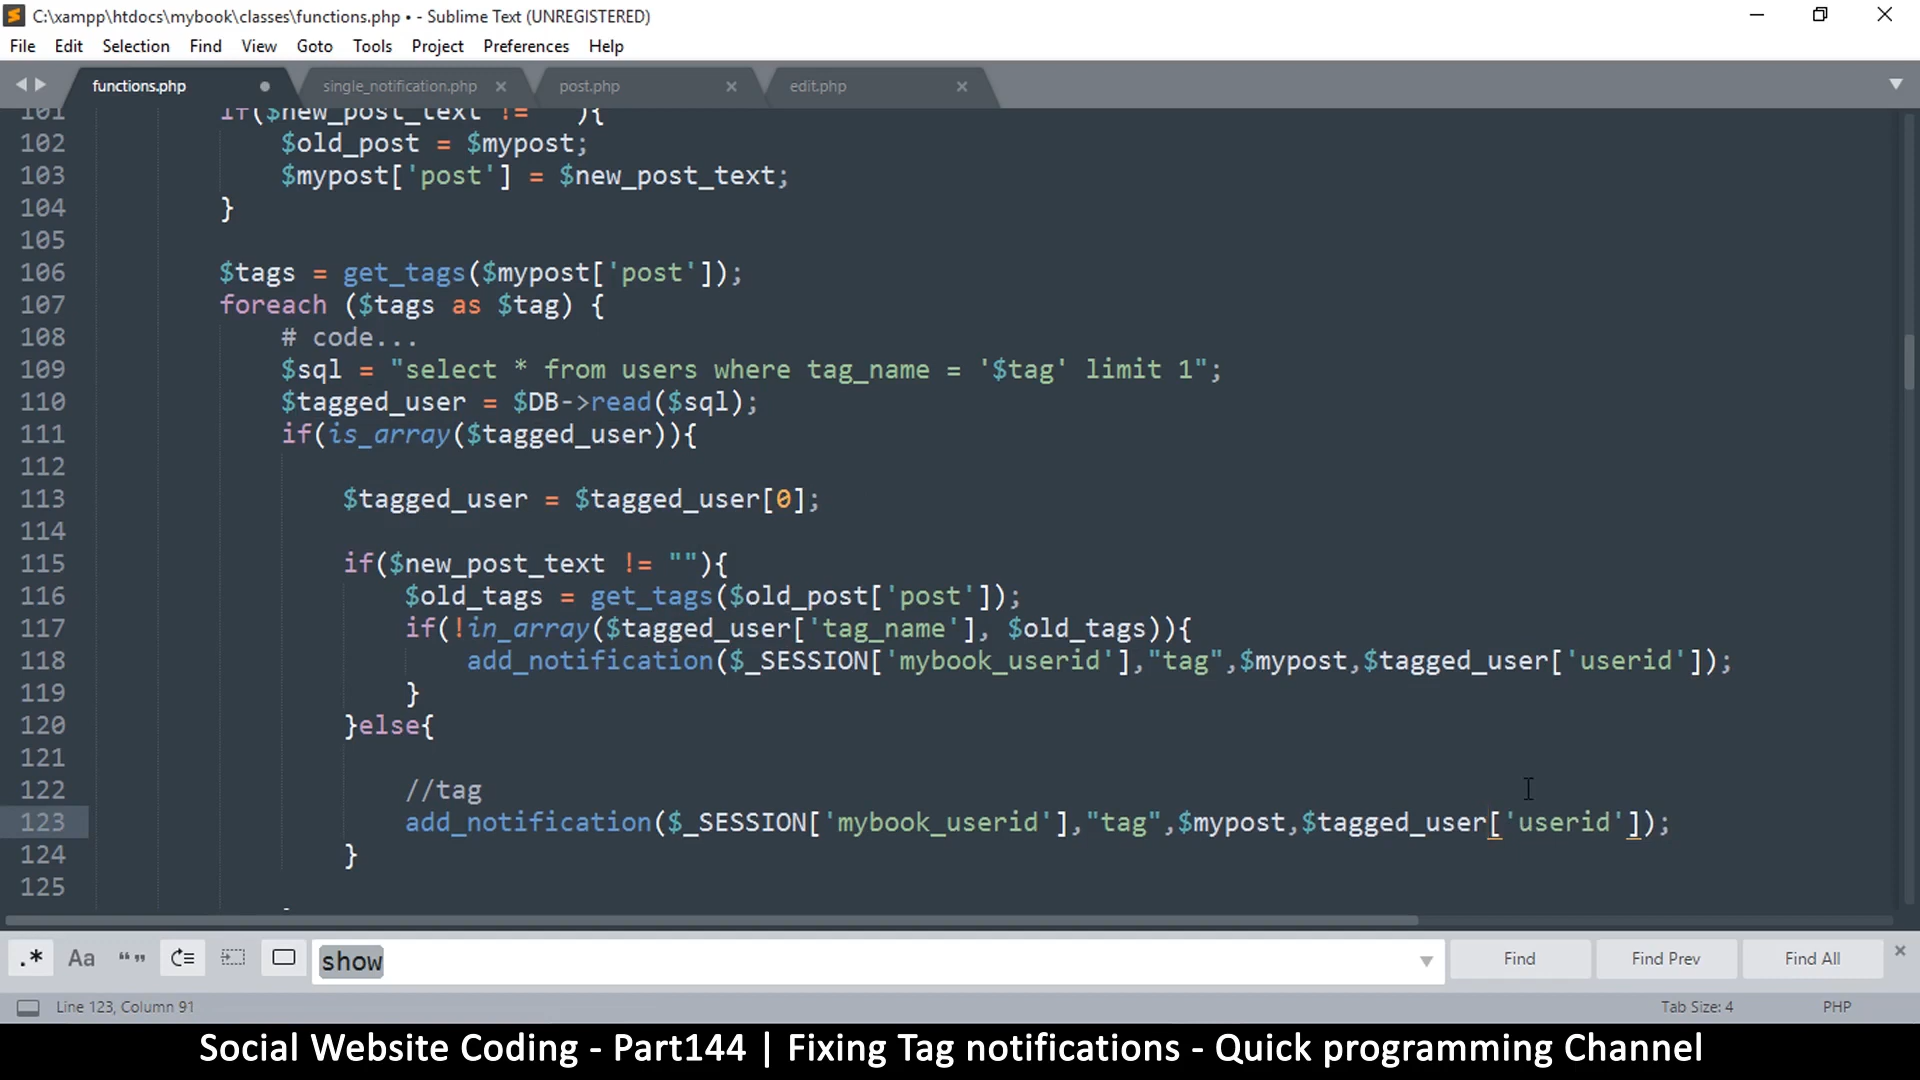 C:\xampp\htdocs\mybook\classes\functions.php • - Sublime Text (UNREGISTERED)
File Edit Selection Find View Goto Tools Project Preferences Help
functions.php single_notification.php post.php edit.php
101 if($new_post_text != ){
102 $old_post = $mypost;
103 $mypost['post'] = $new_post_text;
104 }
105
106 $tags = get_tags($mypost['post']);
107 foreach ($tags as $tag) {
108 # code...
109 $sql = "select * from users where tag_name = '$tag' limit 1";
110 $tagged_user = $DB->read($sql);
111 if(is_array($tagged_user)){
112
113 $tagged_user = $tagged_user[0];
114
115 if($new_post_text != ""){
116 $old_tags = get_tags($old_post['post']);
117 if(!in_array($tagged_user['tag_name'], $old_tags)){
118 add_notification($_SESSION['mybook_userid'],"tag",$mypost,$tagged_user['userid']);
119 }
120 }else{
121
122 //tag
123 add_notification($_SESSION['mybook_userid'],"tag",$mypost,$tagged_user['userid']);
124 }
125
.* Aa “” show Find Find Prev Find All
Line 123, Column 91 Tab Size: 4 PHP
Social Website Coding - Part144 | Fixing Tag notifications - Quick programming Channel